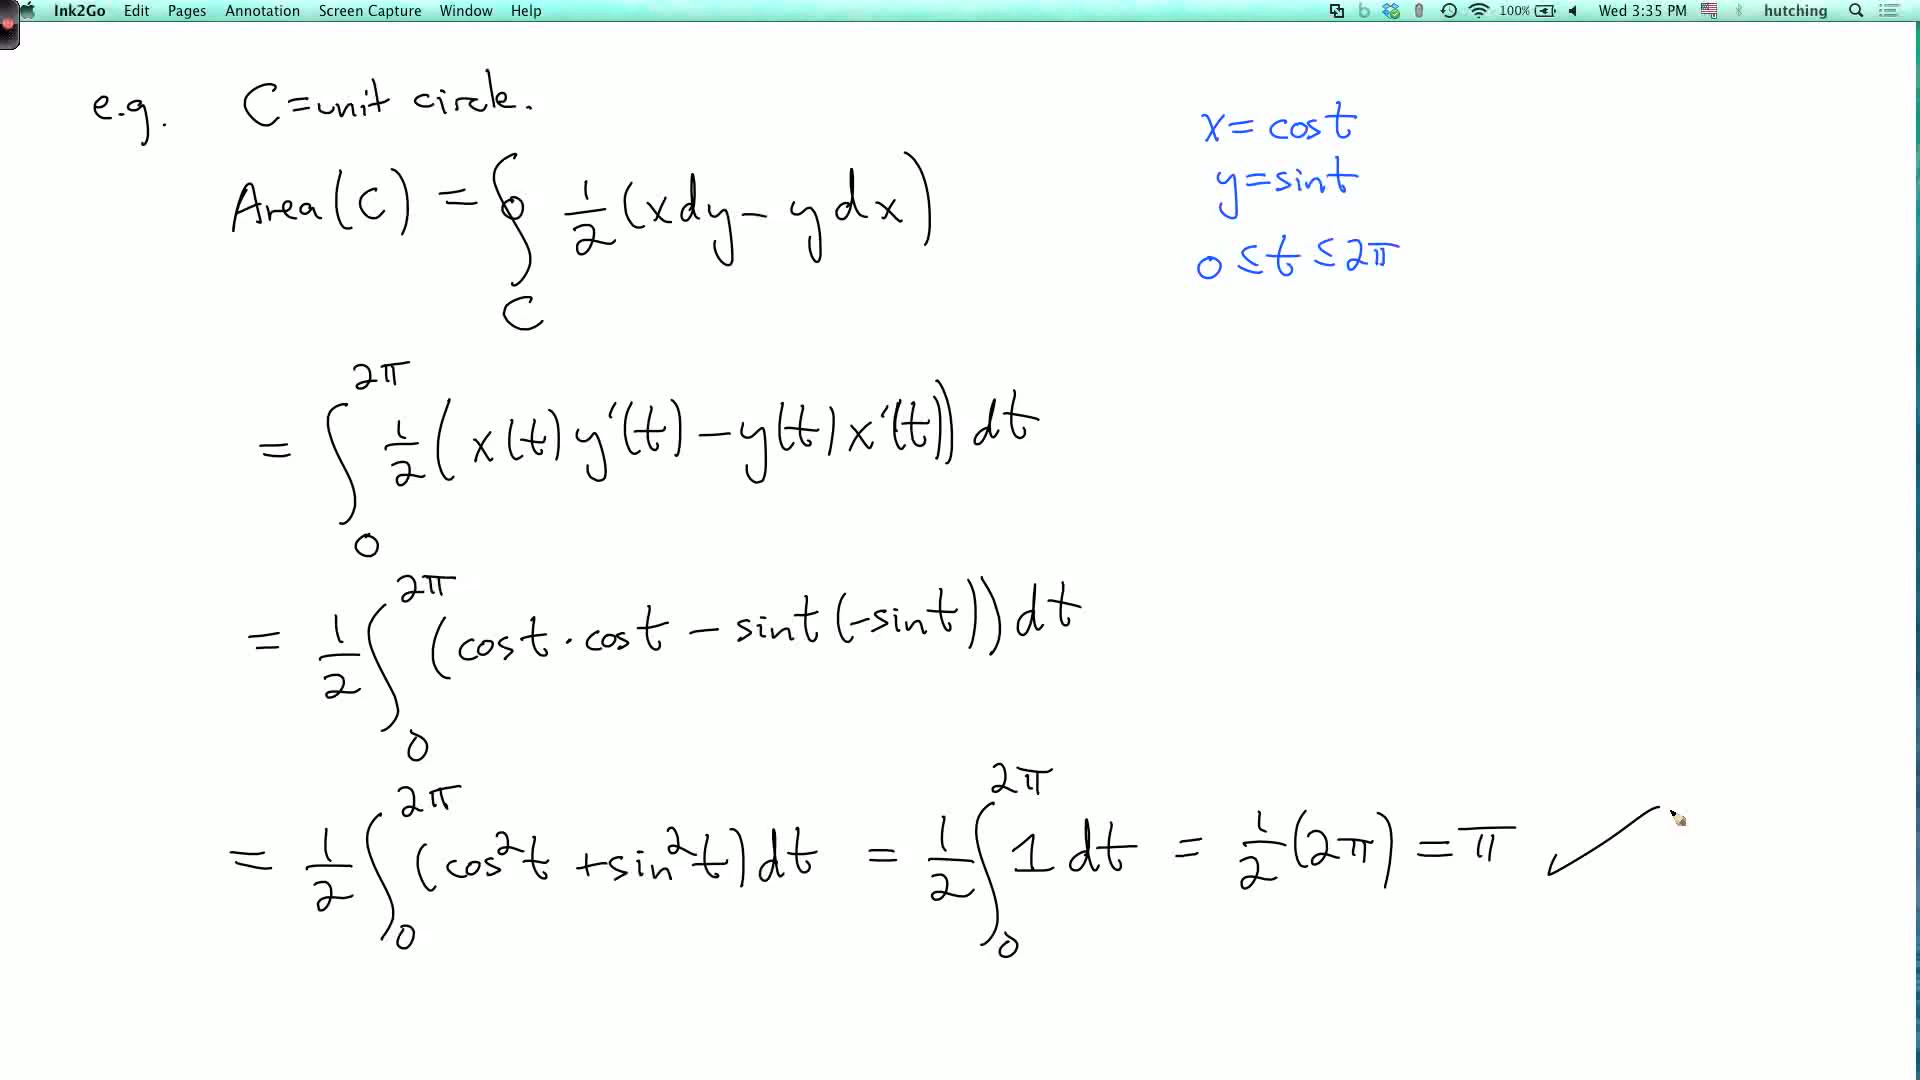 Ink2Go Edit Pages Annotation Screen Capture Window Help 100% Wed 3:35 PM hutching
e.g. C = unit circle.
x = cost
y = sint
0 ≤ t ≤ 2π
Area(C) = ∮_C 1/2 (xdy - ydx)
= ∫_0^{2π} 1/2 (x(t) y'(t) - y(t) x'(t)) dt
= 1/2 ∫_0^{2π} (cost · cost - sint (-sint)) dt
= 1/2 ∫_0^{2π} (cos²t + sin²t) dt = 1/2 ∫_0^{2π} 1 dt = 1/2 (2π) = π ✓